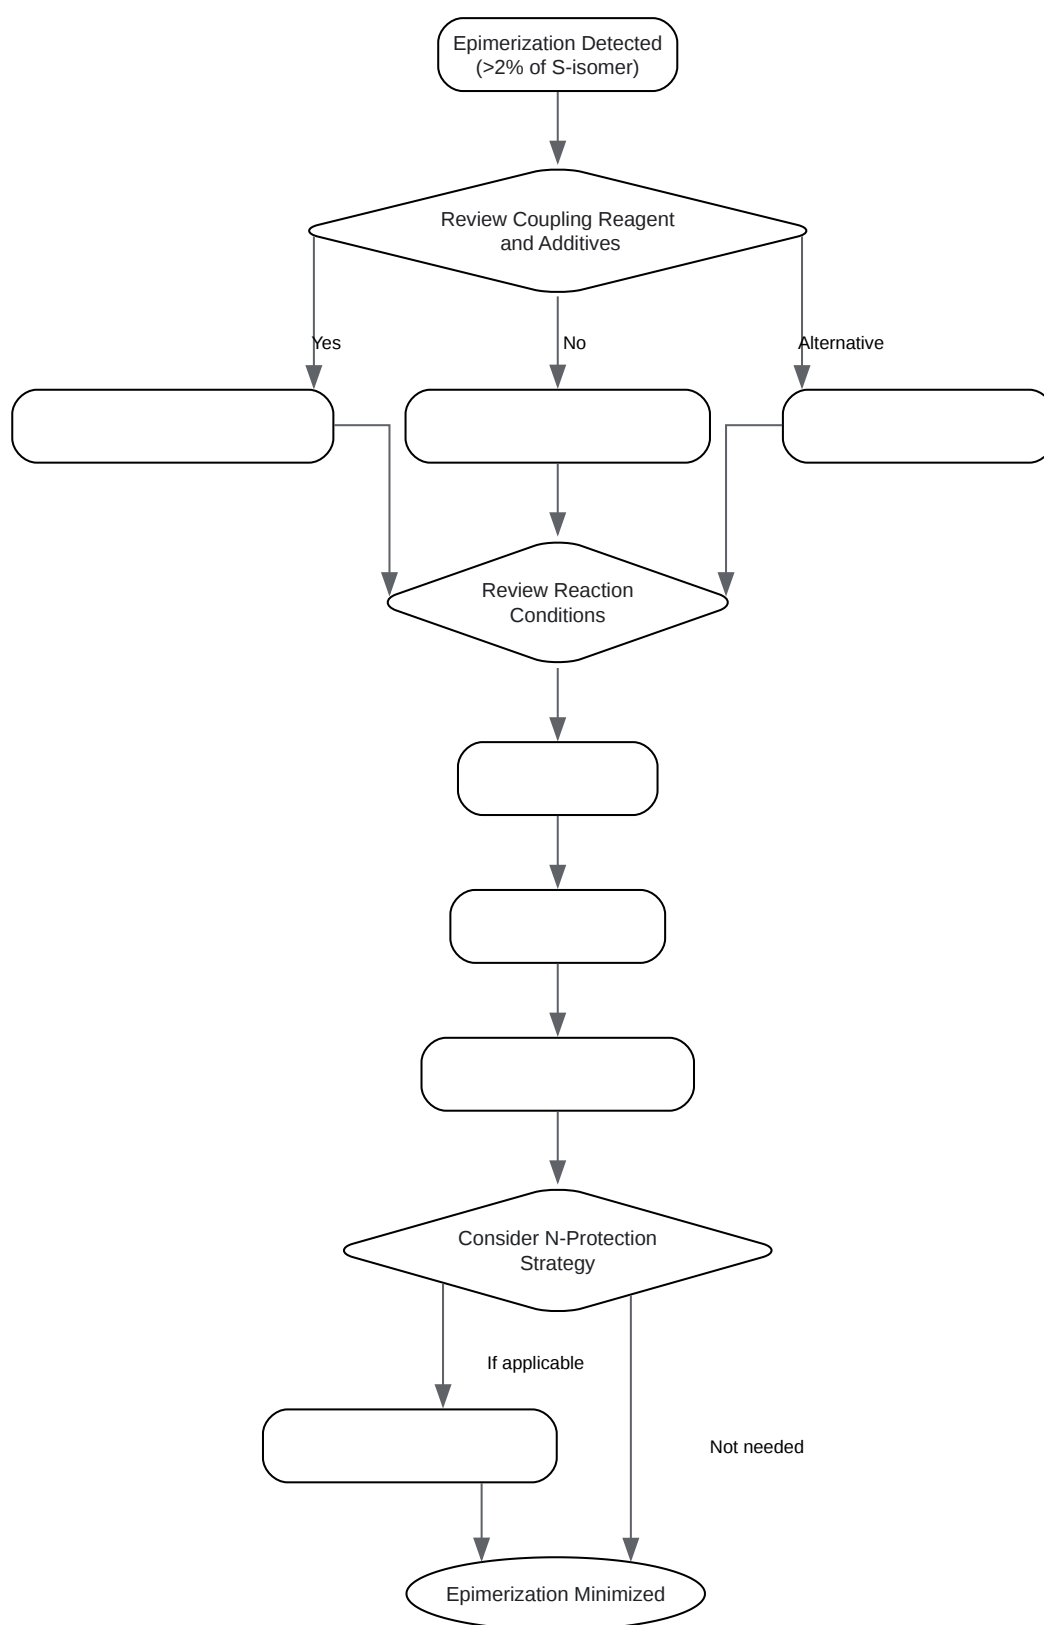 Epimerization Detected
(>2% of S-isomer)
Review Coupling Reagent
and Additives
Yes
No
Alternative
Review Reaction
Conditions
Consider N-Protection
Strategy
If applicable
Not needed
Epimerization Minimized